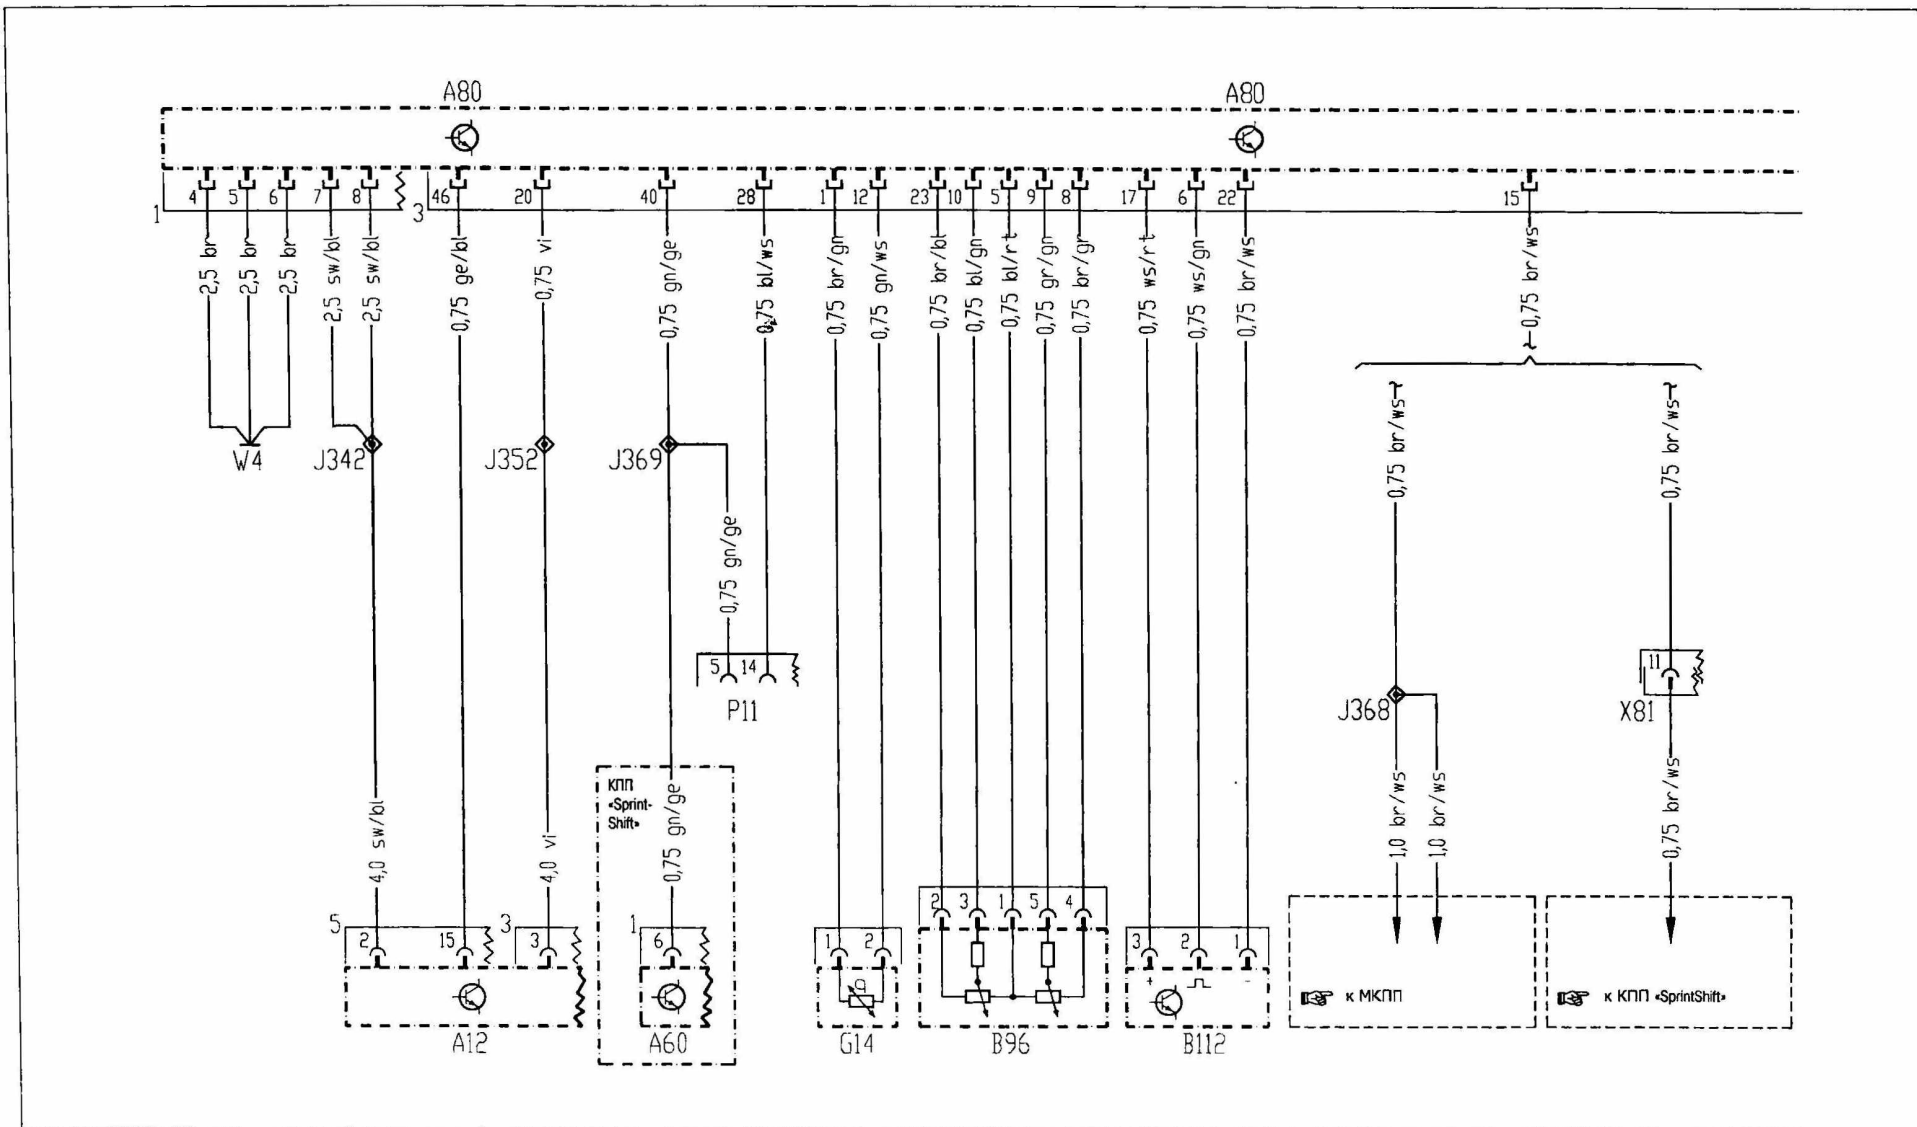 A80 A80
4 5 6 7 8 46 20 40 28 1 12 23 10 5 9 8 17 6 22 15
1 3
2,5 br
2,5 br
2,5 br
2,5 sw/bl
2,5 sw/bl
0,75 ge/bl
0,75 vi
0,75 gn/ge
0,75 bl/ws
0,75 br/gn
0,75 gn/ws
0,75 br/bl
0,75 bl/gn
0,75 bl/rt
0,75 gr/gn
0,75 br/gr
0,75 ws/rt
0,75 ws/gn
0,75 br/ws
0,75 br/ws
0,75 br/ws
0,75 br/ws
W4 J342 J352 J369
0,75 gn/ge
5 14
P11
11
J368 X81
КПП
«Sprint-
Shift»
4,0 sw/bl
4,0 vi
0,75 gn/ge
1,0 br/ws
1,0 br/ws
0,75 br/ws
2 3 1 5 4
5 3 1
2 15 3 6 1 2 3 2 1
+ -
к МКПП
к КПП «SprintShift»
A12 A60 G14 B96 B112